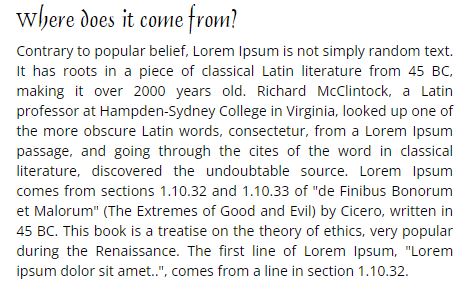 Where does it come from?
Contrary to popular belief, Lorem Ipsum is not simply random text.
It has roots in a piece of classical Latin literature from 45 BC,
making it over 2000 years old. Richard McClintock, a Latin
professor at Hampden-Sydney College in Virginia, looked up one of
the more obscure Latin words, consectetur, from a Lorem Ipsum
passage, and going through the cites of the word in classical
literature, discovered the undoubtable source. Lorem Ipsum
comes from sections 1.10.32 and 1.10.33 of "de Finibus Bonorum
et Malorum" (The Extremes of Good and Evil) by Cicero, written in
45 BC. This book is a treatise on the theory of ethics, very popular
during the Renaissance. The first line of Lorem Ipsum, "Lorem
ipsum dolor sit amet..", comes from a line in section 1.10.32.